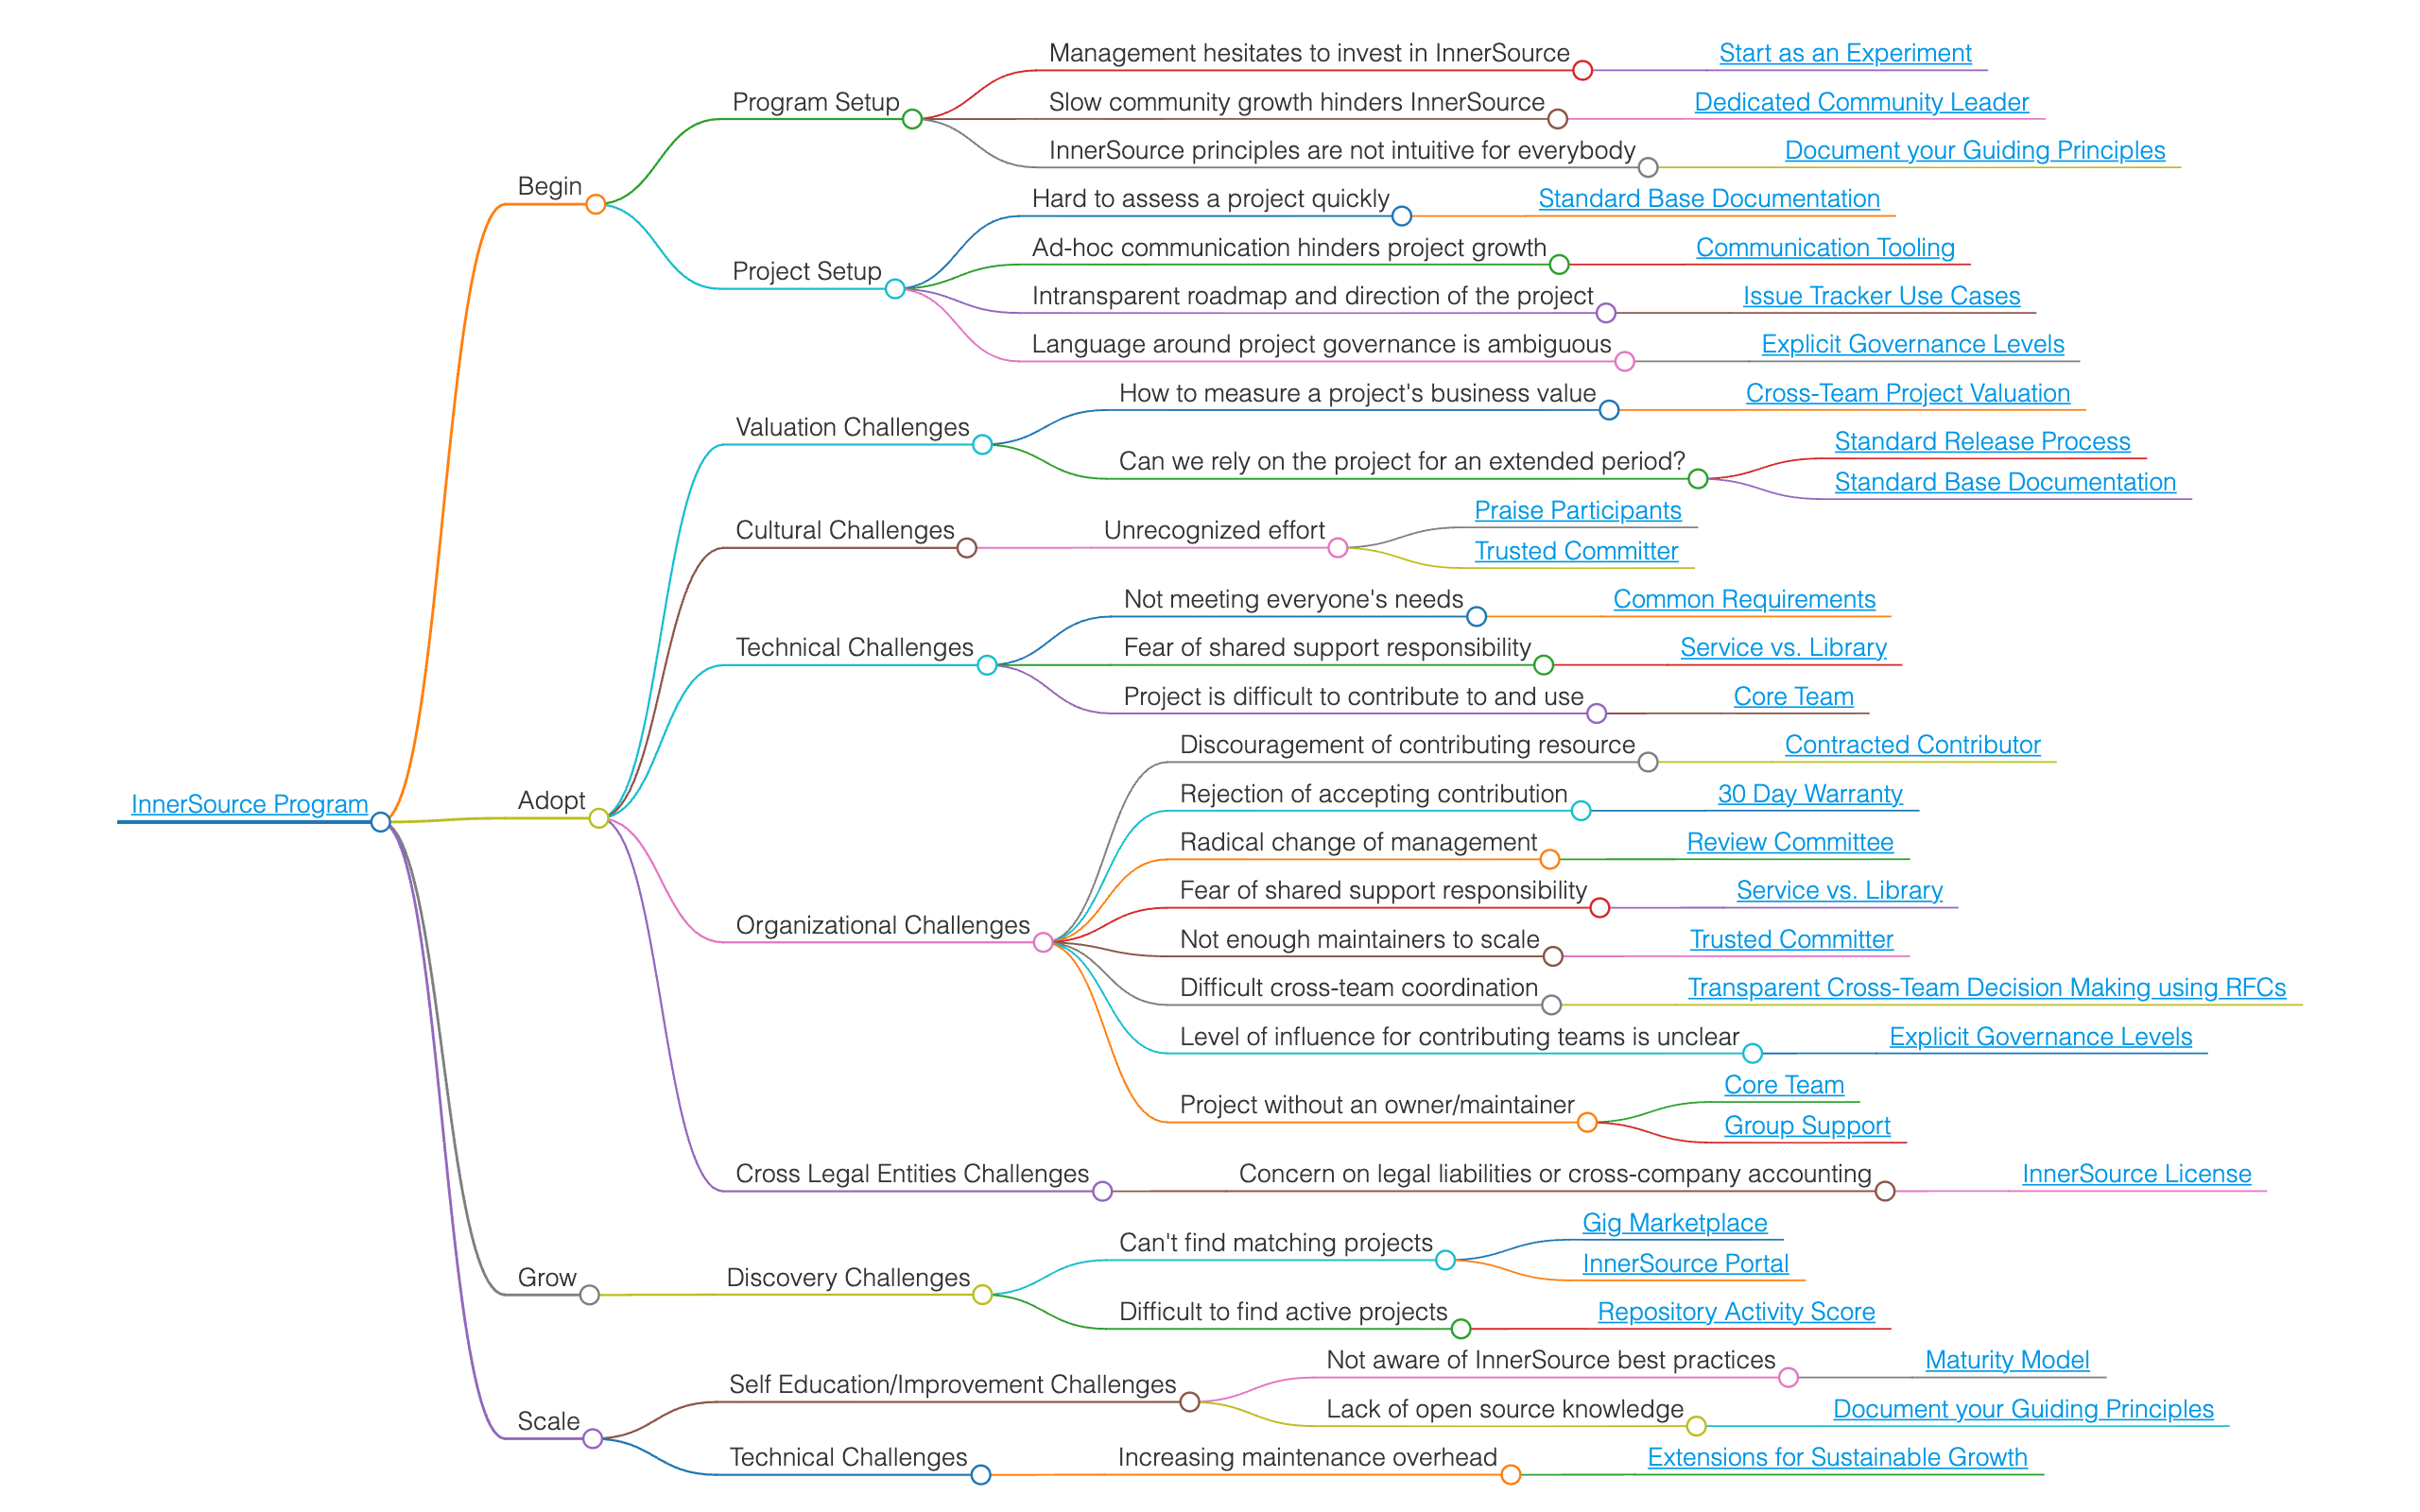 InnerSource Program
Begin
Program Setup
Management hesitates to invest in InnerSource
Start as an Experiment
Slow community growth hinders InnerSource
Dedicated Community Leader
InnerSource principles are not intuitive for everybody
Document your Guiding Principles
Project Setup
Hard to assess a project quickly
Standard Base Documentation
Ad-hoc communication hinders project growth
Communication Tooling
Intransparent roadmap and direction of the project
Issue Tracker Use Cases
Language around project governance is ambiguous
Explicit Governance Levels
Adopt
Valuation Challenges
How to measure a project's business value
Cross-Team Project Valuation
Can we rely on the project for an extended period?
Standard Release Process
Standard Base Documentation
Cultural Challenges
Unrecognized effort
Praise Participants
Trusted Committer
Technical Challenges
Not meeting everyone's needs
Common Requirements
Fear of shared support responsibility
Service vs. Library
Project is difficult to contribute to and use
Core Team
Organizational Challenges
Discouragement of contributing resource
Contracted Contributor
Rejection of accepting contribution
30 Day Warranty
Radical change of management
Review Committee
Fear of shared support responsibility
Service vs. Library
Not enough maintainers to scale
Trusted Committer
Difficult cross-team coordination
Transparent Cross-Team Decision Making using RFCs
Level of influence for contributing teams is unclear
Explicit Governance Levels
Project without an owner/maintainer
Core Team
Group Support
Cross Legal Entities Challenges
Concern on legal liabilities or cross-company accounting
InnerSource License
Grow
Discovery Challenges
Can't find matching projects
Gig Marketplace
InnerSource Portal
Difficult to find active projects
Repository Activity Score
Scale
Self Education/Improvement Challenges
Not aware of InnerSource best practices
Maturity Model
Lack of open source knowledge
Document your Guiding Principles
Technical Challenges
Increasing maintenance overhead
Extensions for Sustainable Growth